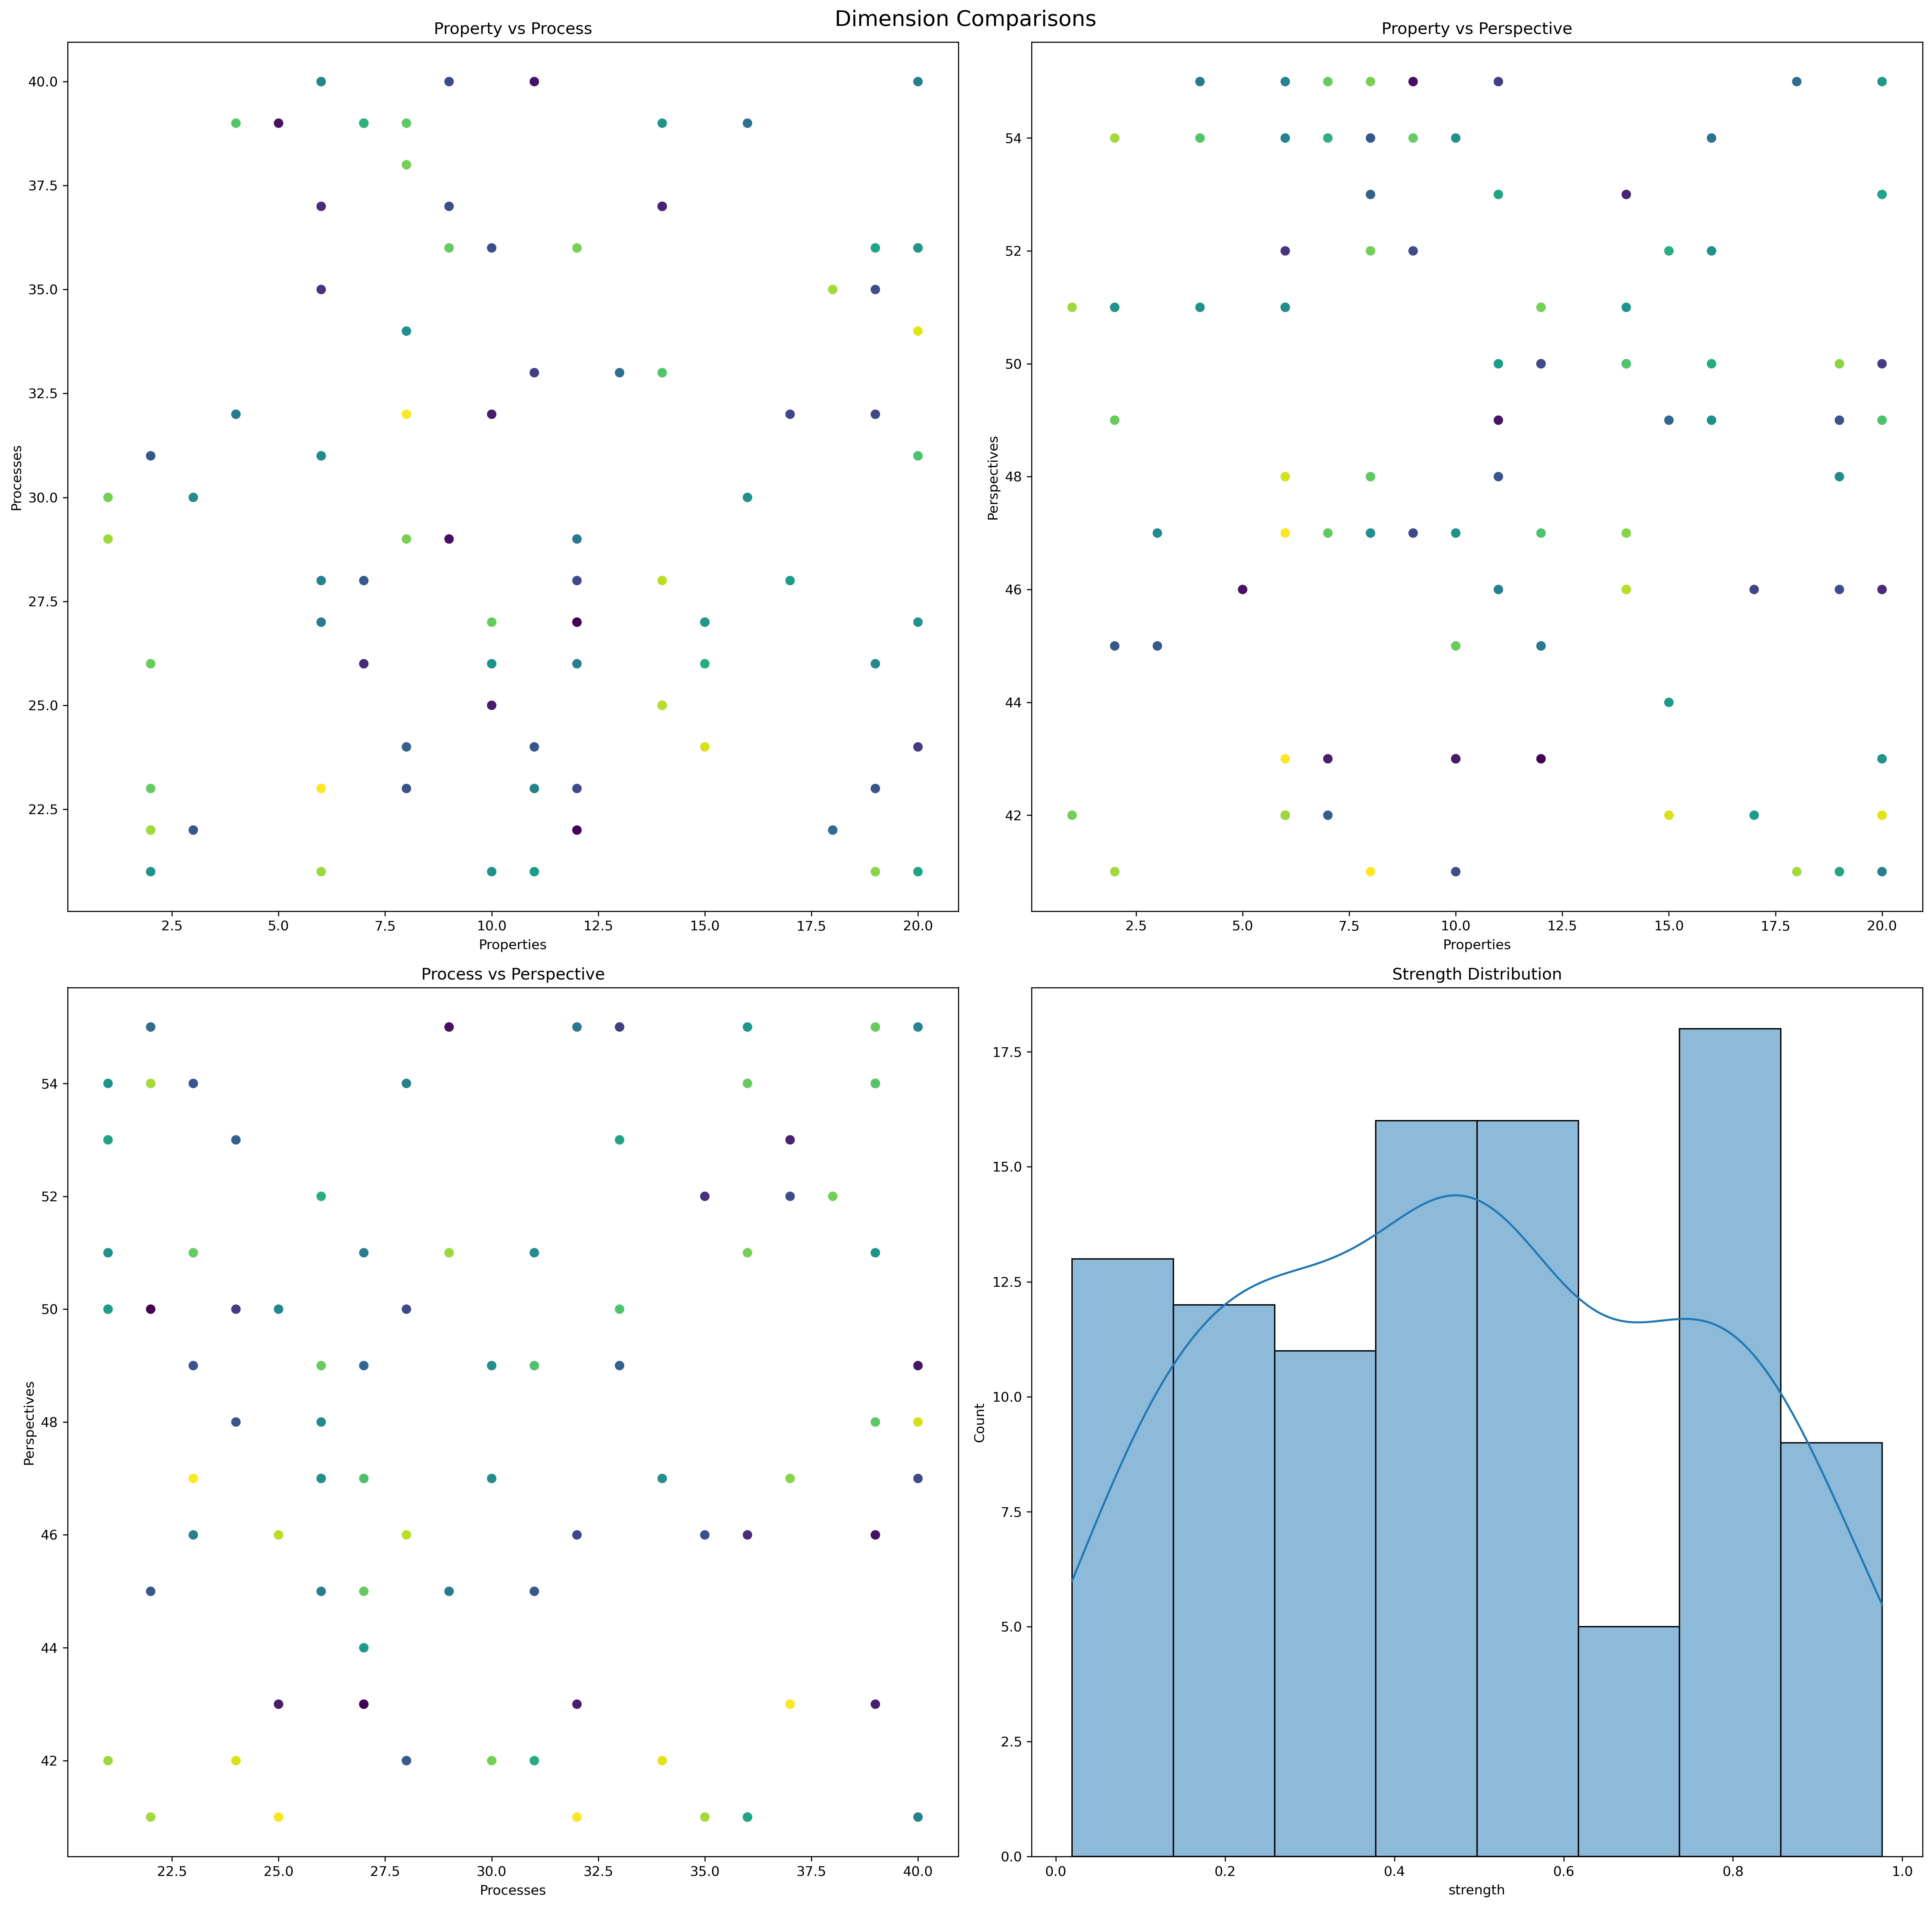 Dimension Comparisons
Property vs Process
40.0
37.5
35.0
32.5
30.0
27.5
25.0
22.5
Processes
2.5 5.0 7.5 10.0 12.5 15.0 17.5 20.0
Properties
Property vs Perspective
54
52
50
48
46
44
42
Perspectives
2.5 5.0 7.5 10.0 12.5 15.0 17.5 20.0
Properties
Process vs Perspective
54
52
50
48
46
44
42
Perspectives
22.5 25.0 27.5 30.0 32.5 35.0 37.5 40.0
Processes
Strength Distribution
17.5
15.0
12.5
10.0
7.5
5.0
2.5
0.0
Count
0.0 0.2 0.4 0.6 0.8 1.0
strength